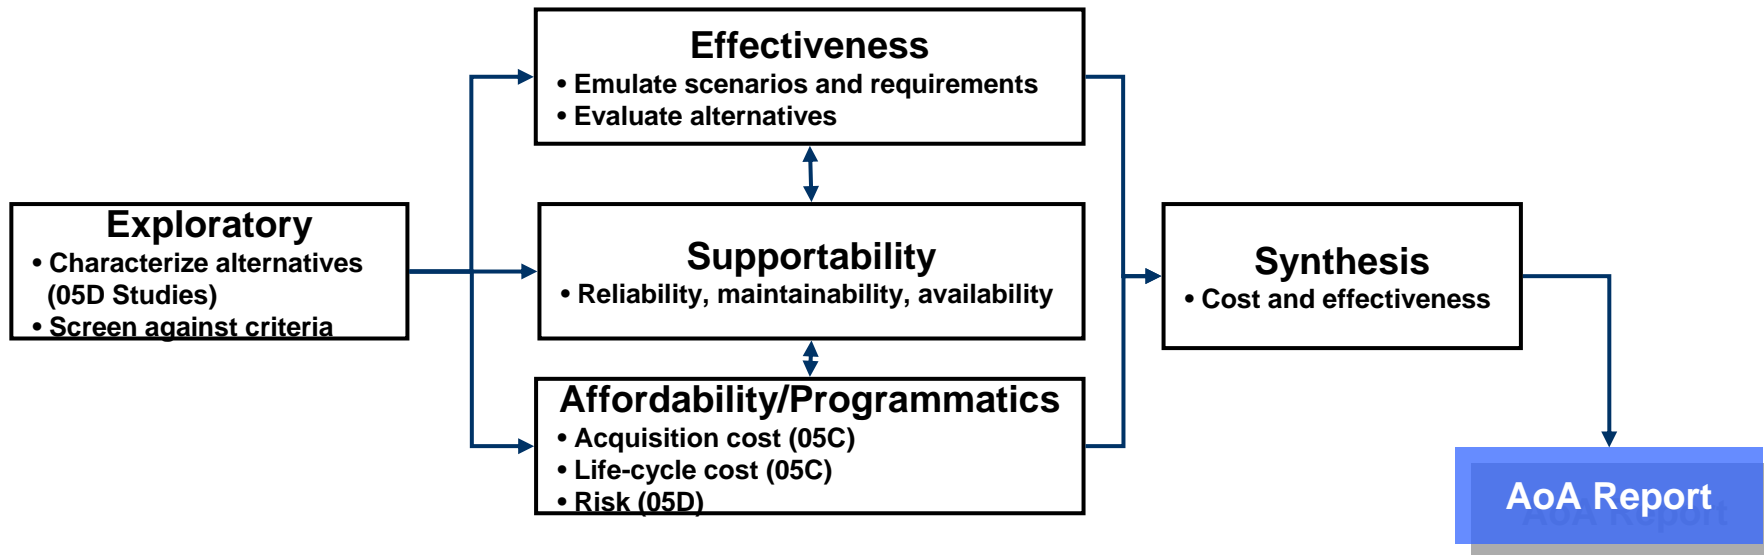 Exploratory
• Characterize alternatives
(05D Studies)
• Screen against criteria
Effectiveness
• Emulate scenarios and requirements
• Evaluate alternatives
Supportability
• Reliability, maintainability, availability
Affordability/Programmatics
• Acquisition cost (05C)
• Life-cycle cost (05C)
• Risk (05D)
Synthesis
• Cost and effectiveness
AoA Report